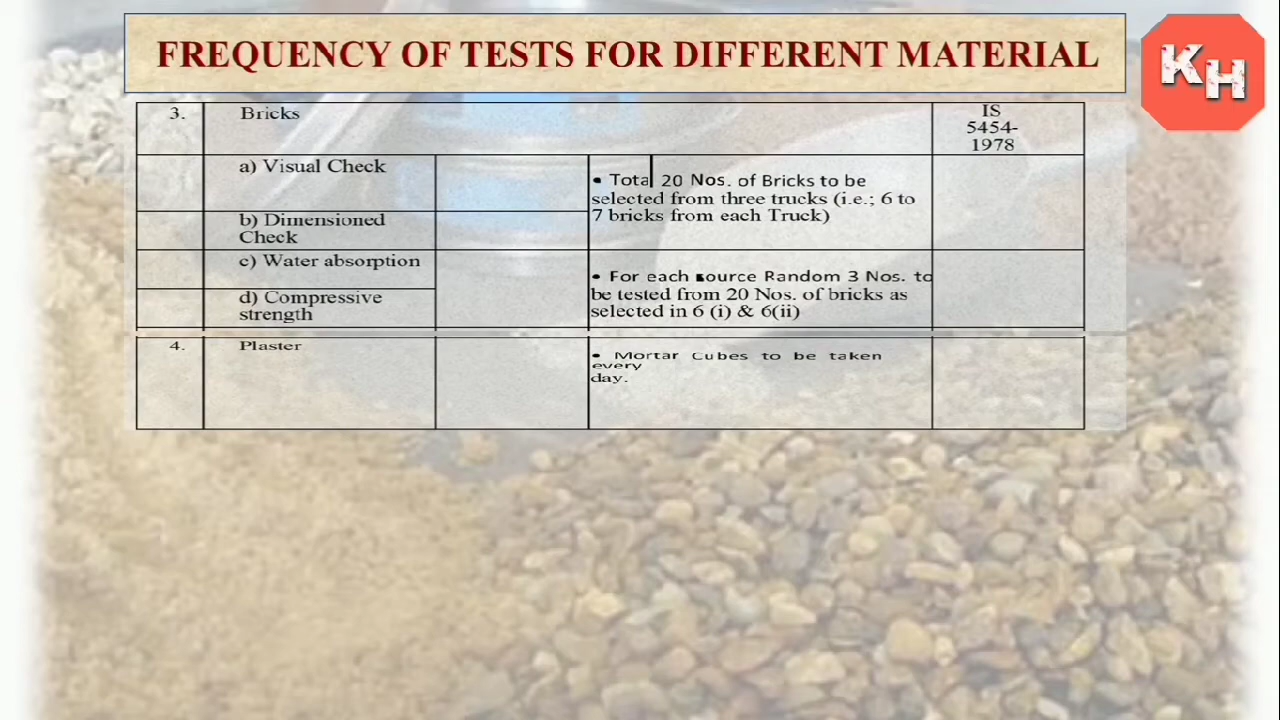 FREQUENCY OF TESTS FOR DIFFERENT MATERIAL
KH
3. Bricks IS
5454-
1978
a) Visual Check
• Total 20 Nos. of Bricks to be
selected from three trucks (i.e.; 6 to
7 bricks from each Truck)
b) Dimensioned
Check
c) Water absorption
• For each source Random 3 Nos. to
be tested from 20 Nos. of bricks as
selected in 6 (i) & 6(ii)
d) Compressive
strength
4. Plaster
• Mortar Cubes to be taken
every
day.